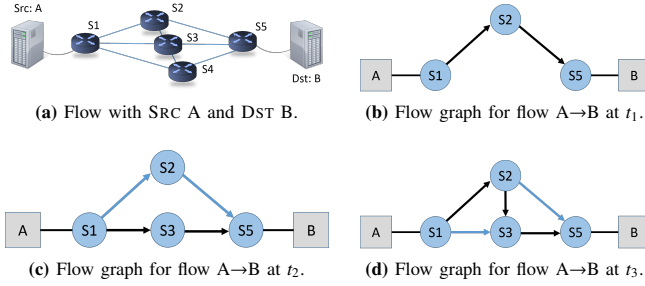 Src: A
S2
S1
S3
S5
S4
Dst: B
(a) Flow with SRC A and DST B.
S2
A
S1
S5
B
(b) Flow graph for flow A→B at t₁.
S2
A
S1
S3
S5
B
(c) Flow graph for flow A→B at t₂.
S2
A
S1
S3
S5
B
(d) Flow graph for flow A→B at t₃.